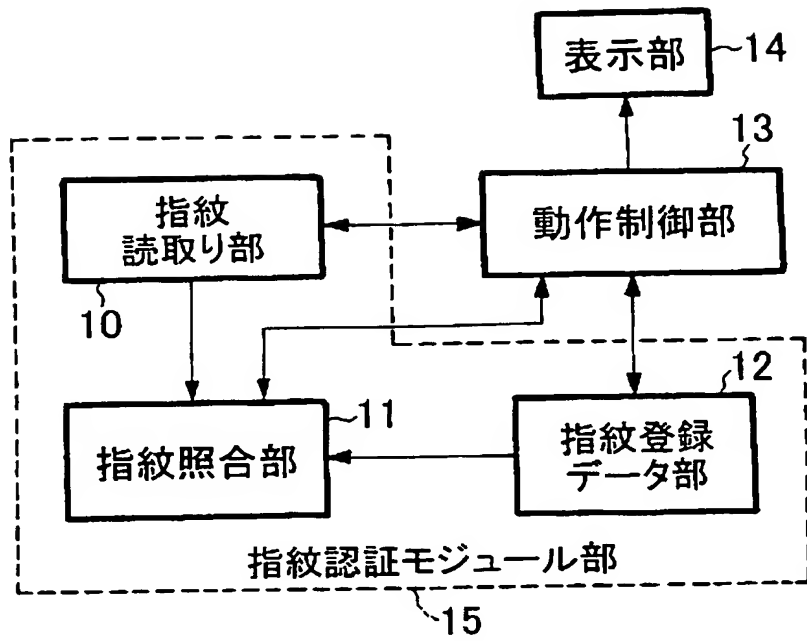 表示部
14
13
指紋
読取り部
動作制御部
10
12
11
指紋照合部
指紋登録
データ部
指紋認証モジュール部
15